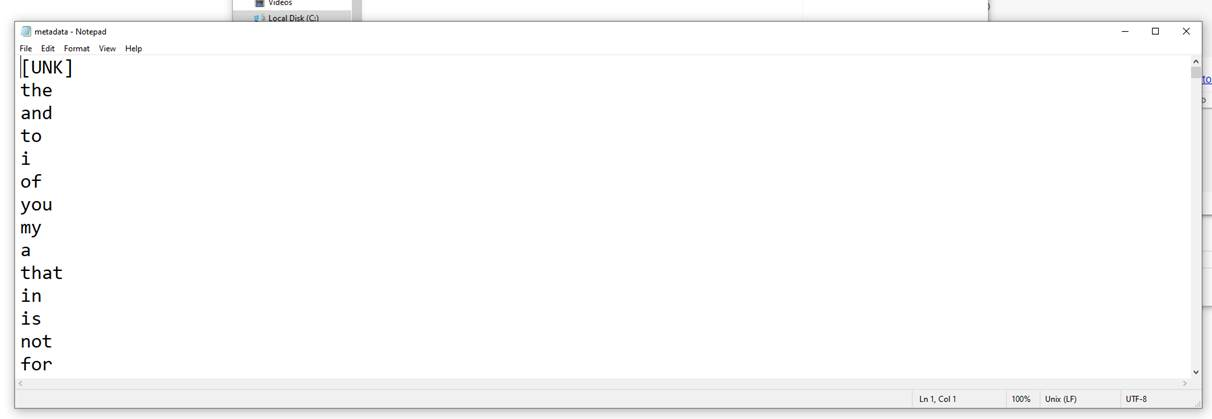 Videos
Local Disk (C:)
metadata - Notepad
File Edit Format View Help
[UNK]
the
and
to
i
of
you
my
a
that
in
is
not
for
Ln 1, Col 1 100% Unix (LF) UTF-8